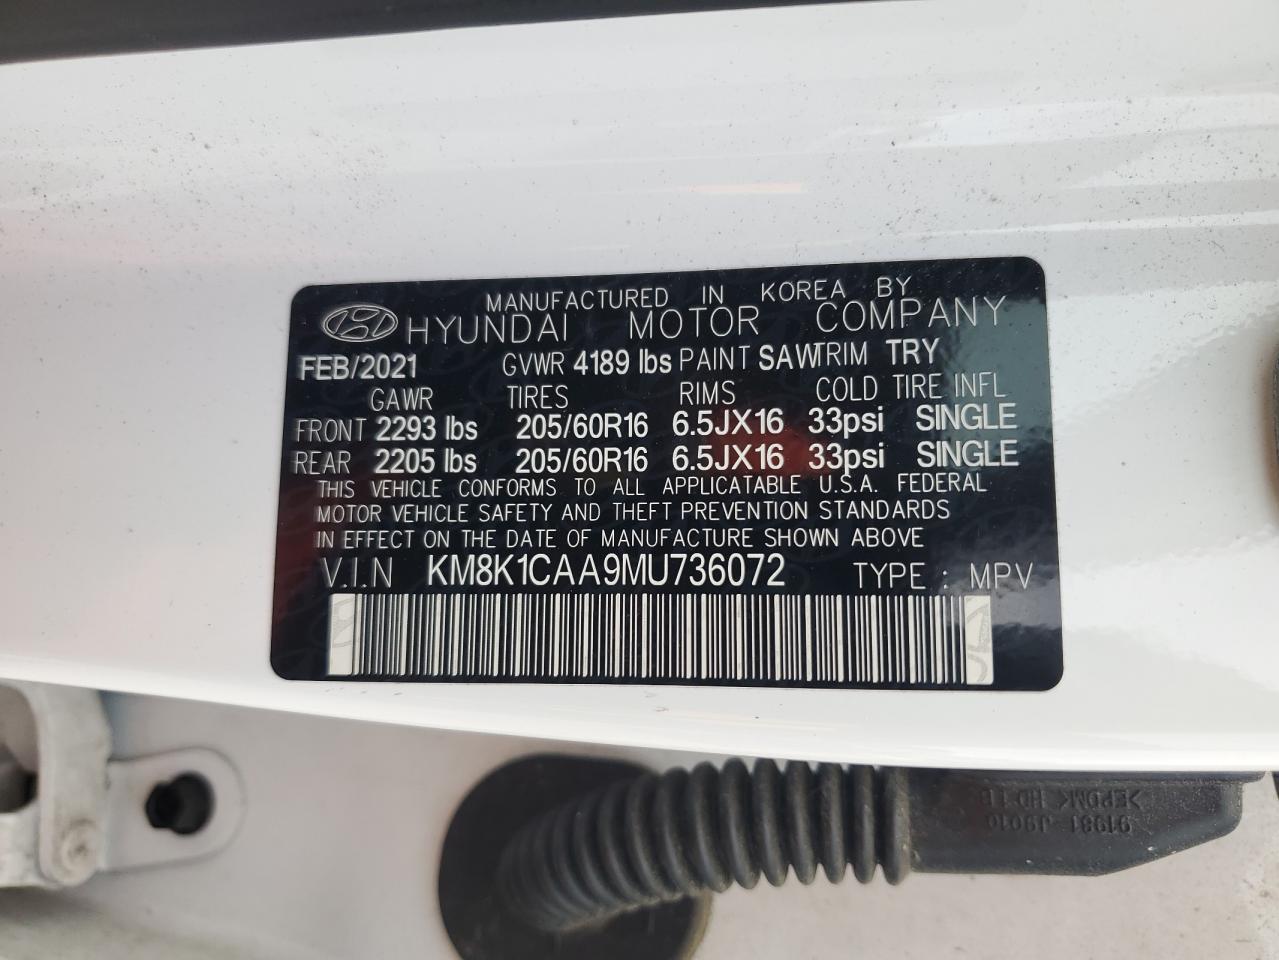 MANUFACTURED IN KOREA BY
HYUNDAI MOTOR COMPANY
FEB/2021 GVWR 4189 lbs PAINT SAW TRIM TRY
GAWR TIRES RIMS COLD TIRE INFL
FRONT 2293 lbs 205/60R16 6.5JX16 33psi SINGLE
REAR 2205 lbs 205/60R16 6.5JX16 33psi SINGLE
THIS VEHICLE CONFORMS TO ALL APPLICATABLE U.S.A. FEDERAL
MOTOR VEHICLE SAFETY AND THEFT PREVENTION STANDARDS
IN EFFECT ON THE DATE OF MANUFACTURE SHOWN ABOVE
V.I.N KM8K1CAA9MU736072 TYPE : MPV
91981 J9010
>EPDM<